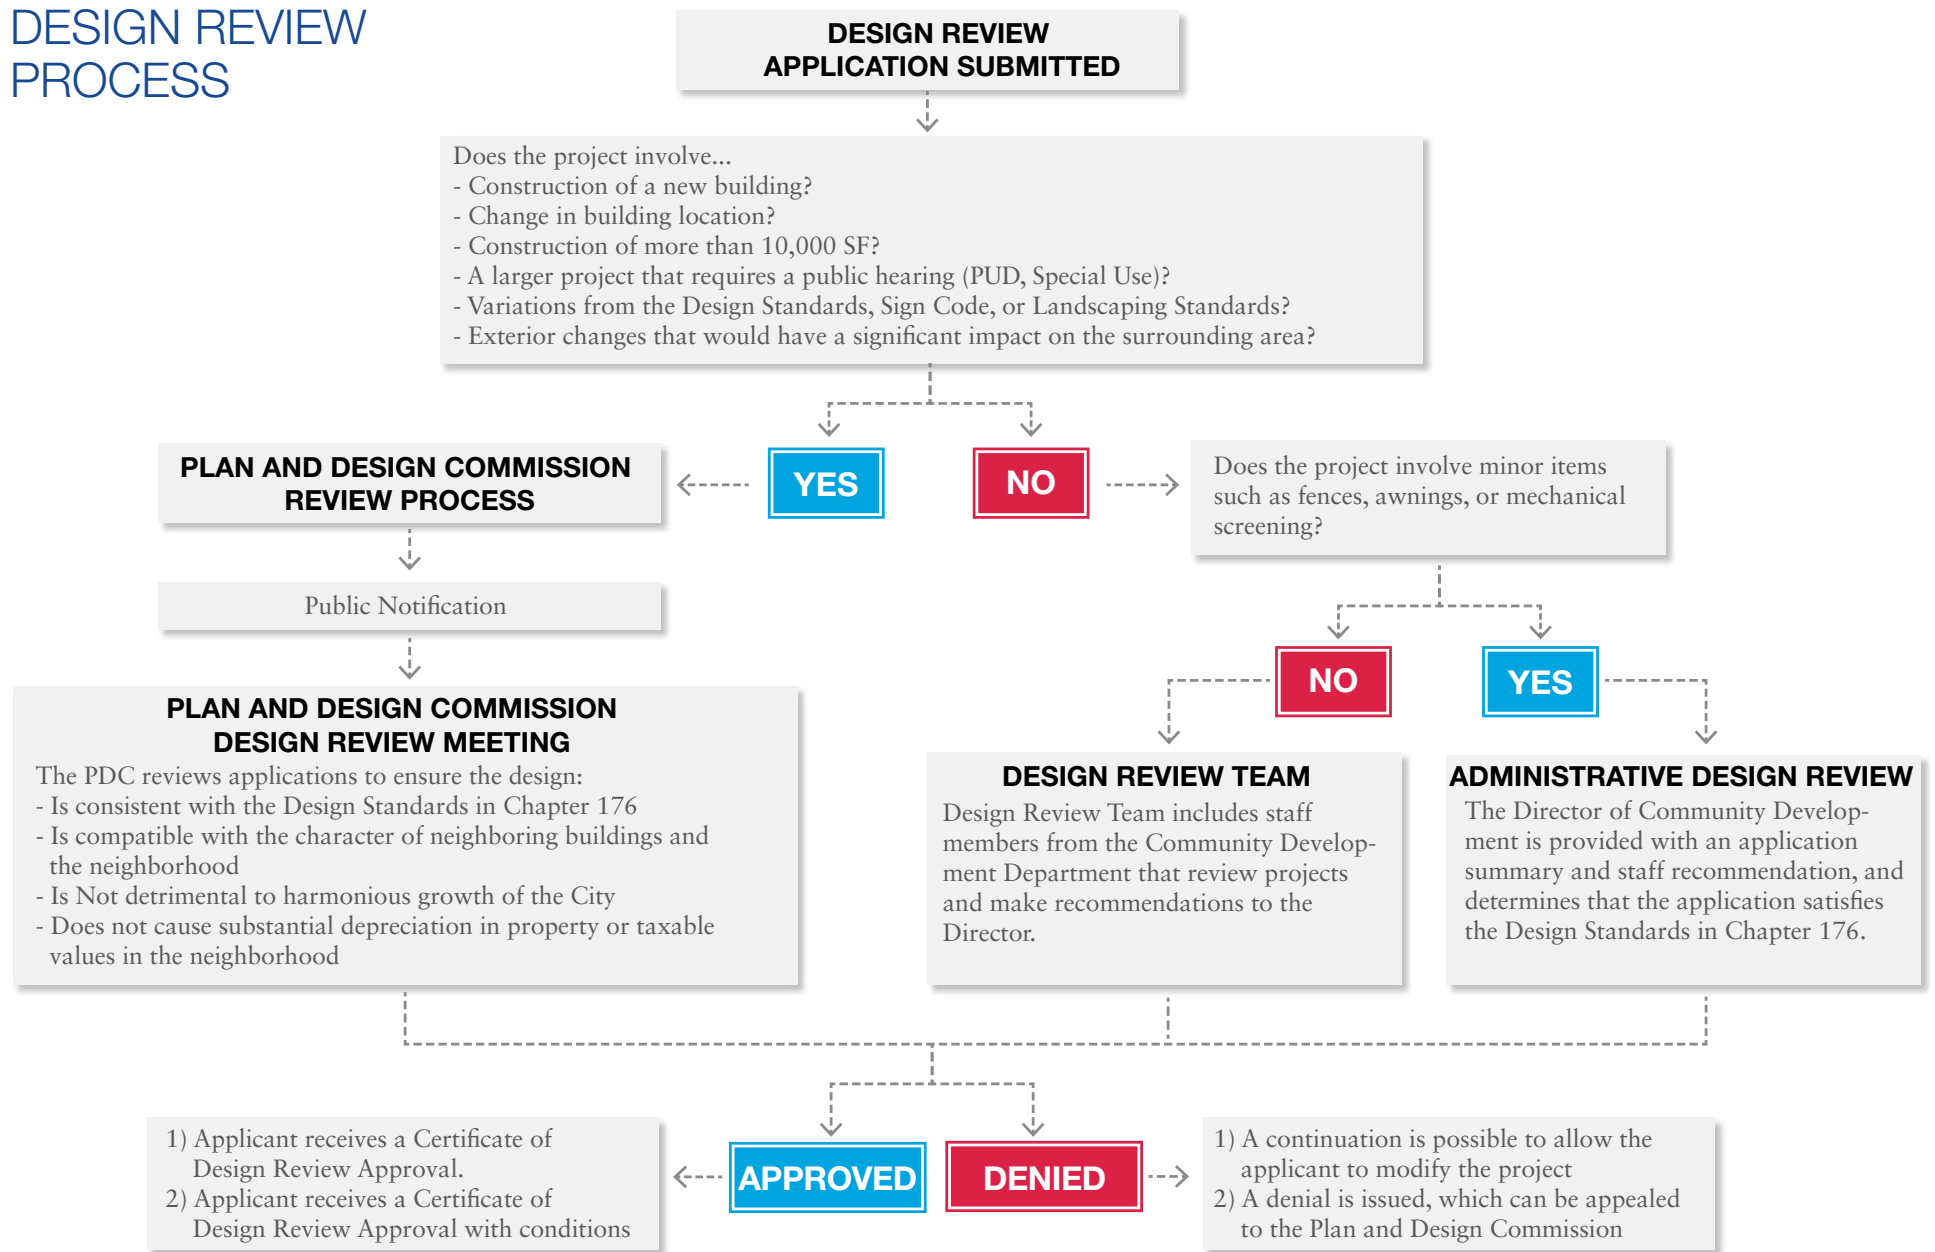 DESIGN REVIEW
PROCESS
DESIGN REVIEW
APPLICATION SUBMITTED
Does the project involve...
- Construction of a new building?
- Change in building location?
- Construction of more than 10,000 SF?
- A larger project that requires a public hearing (PUD, Special Use)?
- Variations from the Design Standards, Sign Code, or Landscaping Standards?
- Exterior changes that would have a significant impact on the surrounding area?
PLAN AND DESIGN COMMISSION
REVIEW PROCESS
YES
NO
Does the project involve minor items
such as fences, awnings, or mechanical
screening?
Public Notification
NO
YES
PLAN AND DESIGN COMMISSION
DESIGN REVIEW MEETING
The PDC reviews applications to ensure the design:
- Is consistent with the Design Standards in Chapter 176
- Is compatible with the character of neighboring buildings and
the neighborhood
- Is Not detrimental to harmonious growth of the City
- Does not cause substantial depreciation in property or taxable
values in the neighborhood
DESIGN REVIEW TEAM
Design Review Team includes staff
members from the Community Develop-
ment Department that review projects
and make recommendations to the
Director.
ADMINISTRATIVE DESIGN REVIEW
The Director of Community Develop-
ment is provided with an application
summary and staff recommendation, and
determines that the application satisfies
the Design Standards in Chapter 176.
1) Applicant receives a Certificate of
Design Review Approval.
2) Applicant receives a Certificate of
Design Review Approval with conditions
APPROVED
DENIED
1) A continuation is possible to allow the
applicant to modify the project
2) A denial is issued, which can be appealed
to the Plan and Design Commission